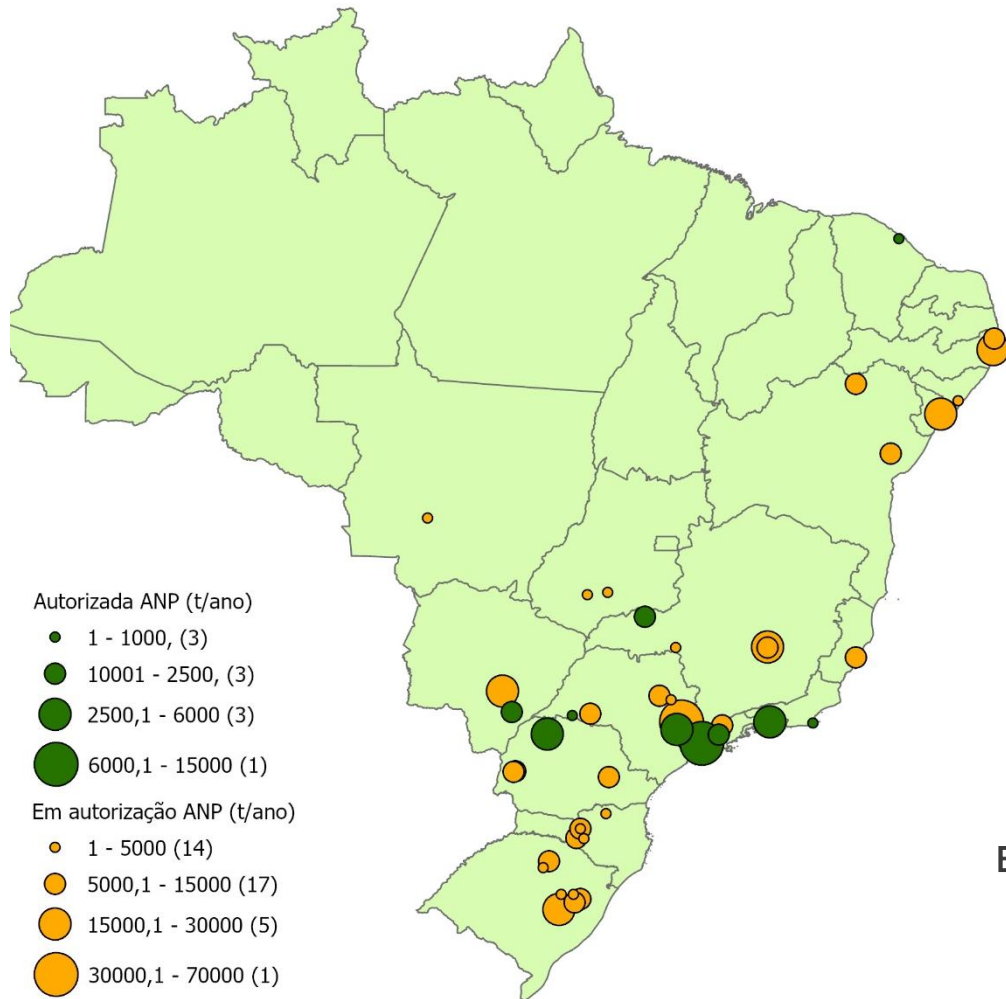 Autorizada ANP (t/ano)
1 - 1000, (3)
10001 - 2500, (3)
2500,1 - 6000 (3)
6000,1 - 15000 (1)
Em autorização ANP (t/ano)
1 - 5000 (14)
5000,1 - 15000 (17)
15000,1 - 30000 (5)
30000,1 - 70000 (1)
E